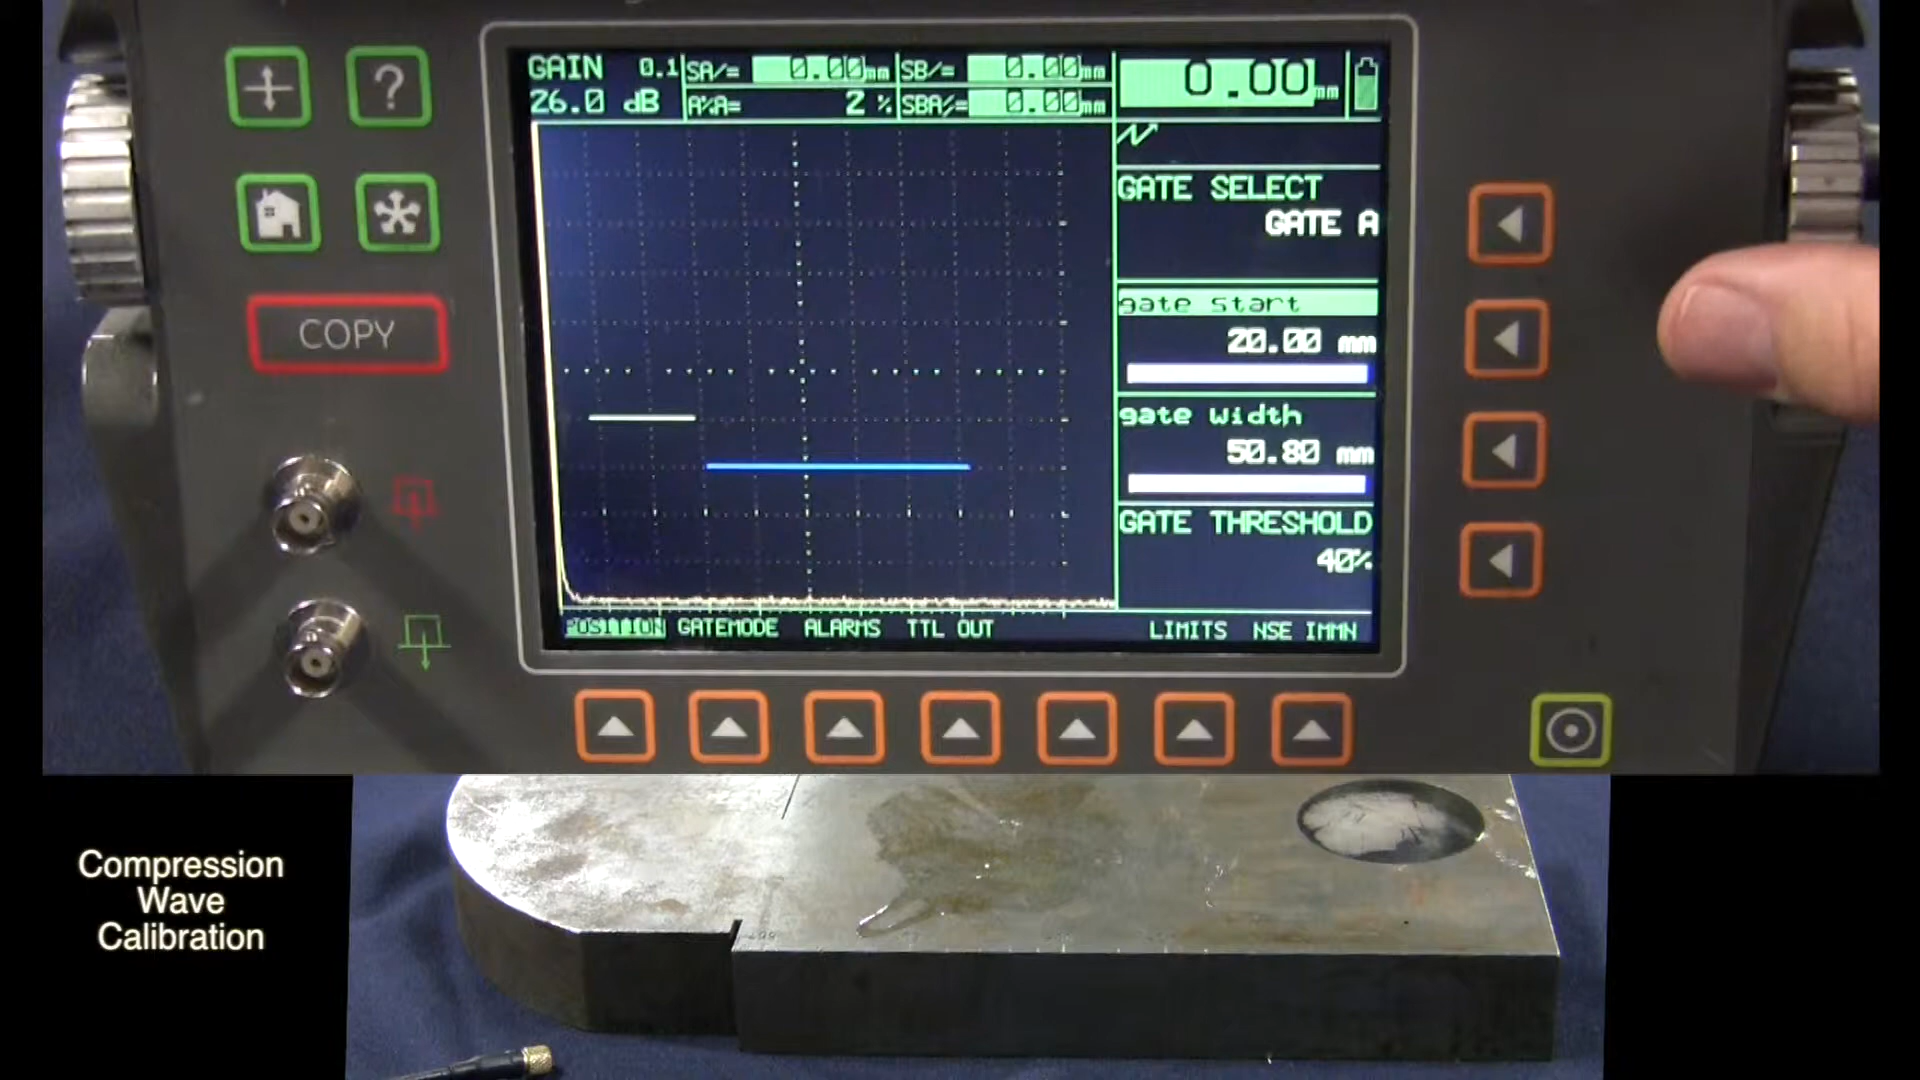 GAIN 0.1
26.0 dB
SA/= 0.00mm
A%A= 2 %
SB/= 0.00mm
SBA/= 0.00mm
0.00mm
?
GATE SELECT
GATE A
gate start
20.00 mm
COPY
gate width
50.80 mm
GATE THRESHOLD
40%
POSITION GATEMODE ALARMS TTL OUT LIMITS NSE IMMN
Compression
Wave
Calibration